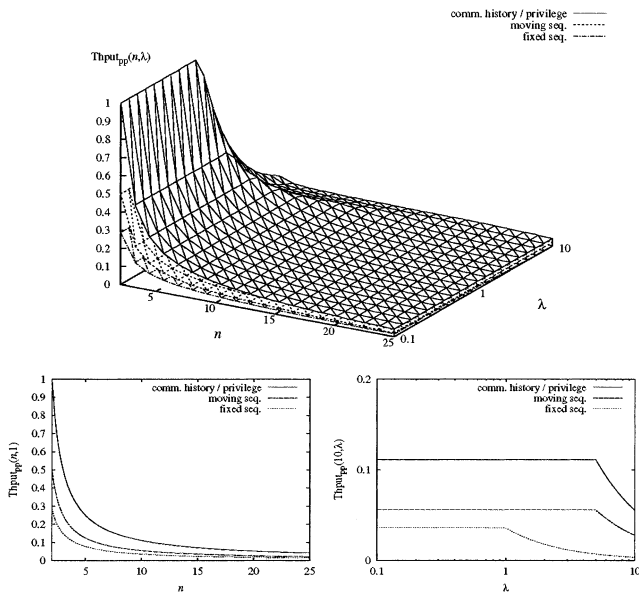 comm. history / privilege
moving seq.
fixed seq.
Thput_pp(n,λ)
1
0.9
0.8
0.7
0.6
0.5
0.4
0.3
0.2
0.1
0
5
10
15
20
25
n
0.1
1
10
λ
1
0.9
0.8
0.7
0.6
0.5
0.4
0.3
0.2
0.1
0
Thput_pp(n,1)
comm. history / privilege
moving seq.
fixed seq.
5
10
15
20
25
n
0.2
0.1
0
Thput_pp(10,λ)
comm. history / privilege
moving seq.
fixed seq.
0.1
1
10
λ